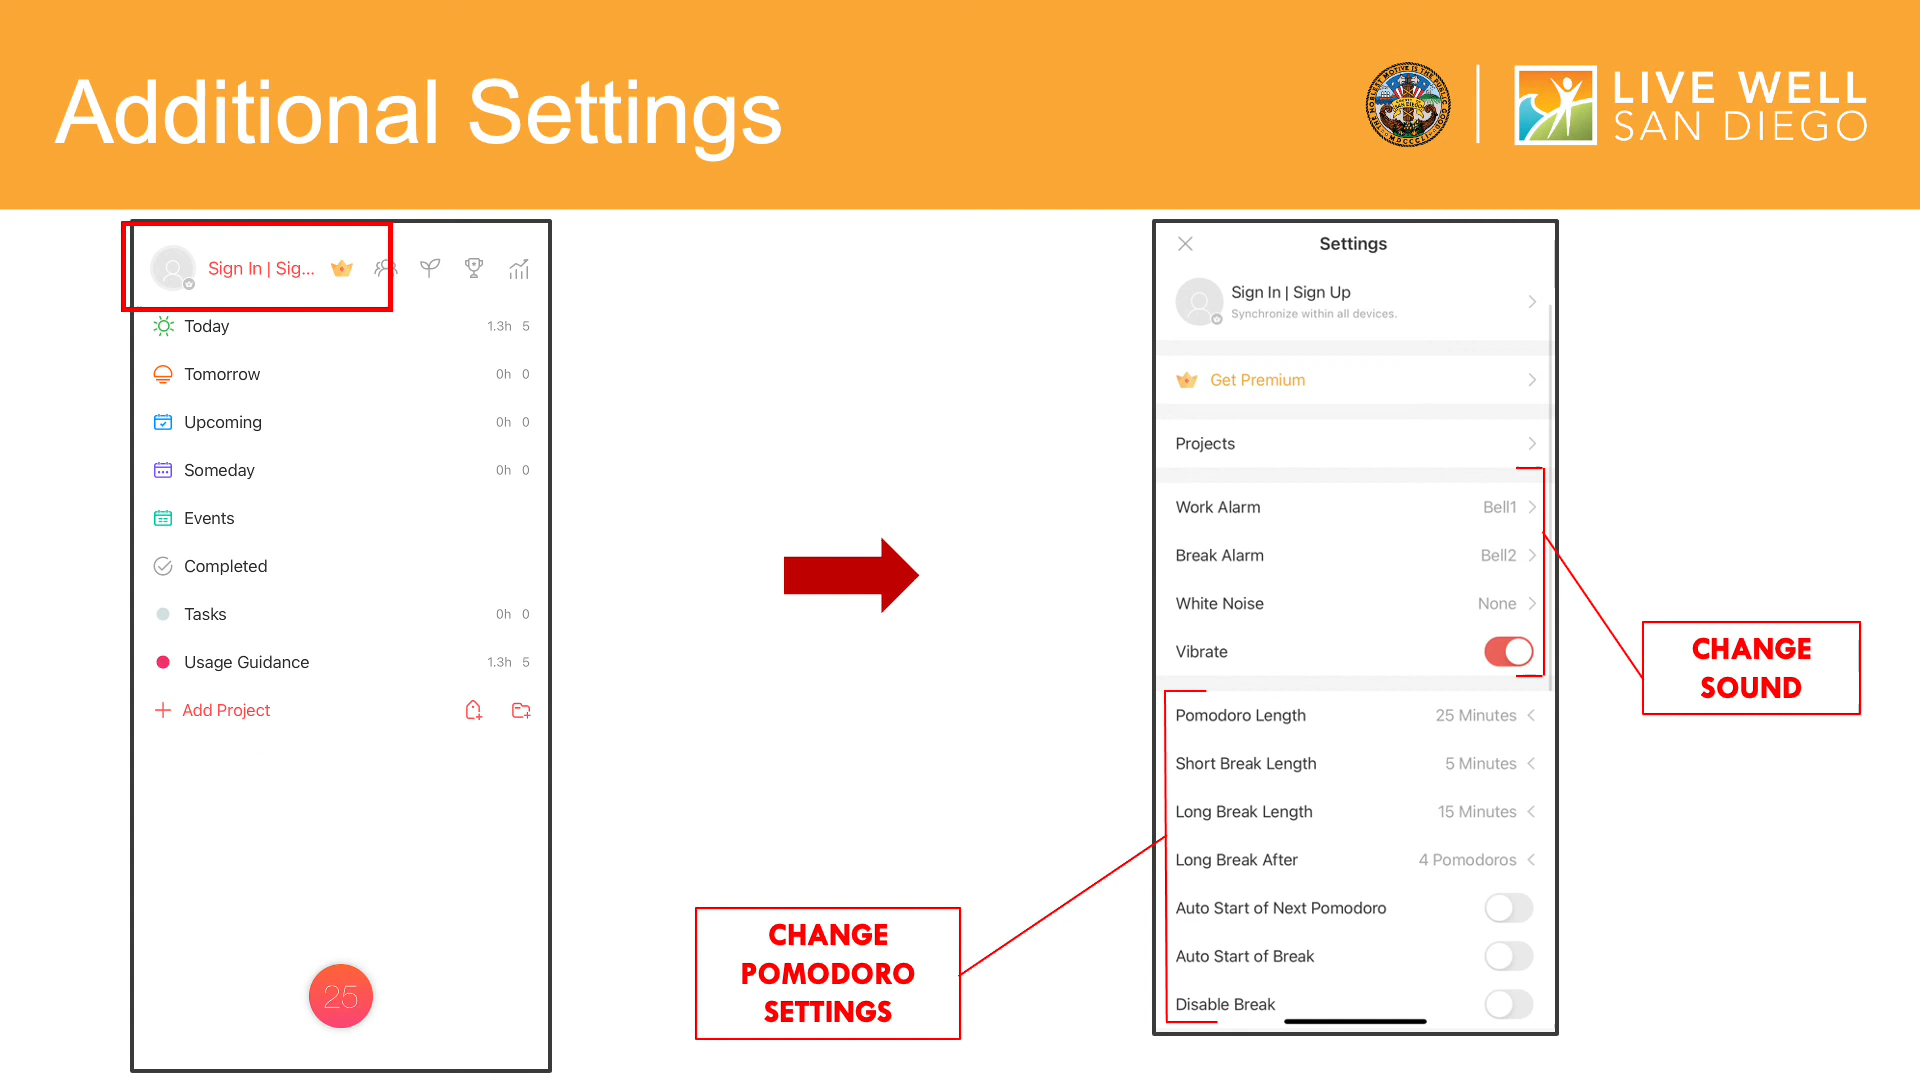 Additional Settings
LIVE WELL
SAN DIEGO
Sign In | Sig...
Today 1.3h 5
Tomorrow 0h 0
Upcoming 0h 0
Someday 0h 0
Events
Completed
Tasks 0h 0
Usage Guidance 1.3h 5
Add Project
25
Settings
Sign In | Sign Up
Synchronize within all devices.
Get Premium
Projects
Work Alarm Bell1
Break Alarm Bell2
White Noise None
Vibrate
Pomodoro Length 25 Minutes
Short Break Length 5 Minutes
Long Break Length 15 Minutes
Long Break After 4 Pomodoros
Auto Start of Next Pomodoro
Auto Start of Break
Disable Break
CHANGE
SOUND
CHANGE
POMODORO
SETTINGS